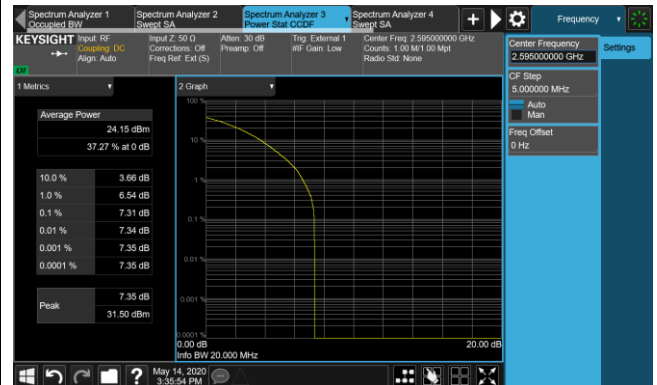 Spectrum Analyzer 1
Occupied BW
Spectrum Analyzer 2
Swept SA
Spectrum Analyzer 3
Power Stat CCDF
Spectrum Analyzer 4
Swept SA
Frequency
KEYSIGHT
Input: RF
Coupling: DC
Align: Auto
Input Z: 50 Ω
Corrections: Off
Freq Ref: Ext (S)
Atten: 30 dB
Preamp: Off
Trig: External 1
#IF Gain: Low
Center Freq: 2.595000000 GHz
Counts: 1.00 M/1.00 Mpt
Radio Std: None
LXI
Center Frequency
2.595000000 GHz
Settings
CF Step
5.000000 MHz
Auto
Man
Freq Offset
0 Hz
1 Metrics
Average Power
24.15 dBm
37.27 % at 0 dB
10.0 % 3.66 dB
1.0 % 6.54 dB
0.1 % 7.31 dB
0.01 % 7.34 dB
0.001 % 7.35 dB
0.0001 % 7.35 dB
Peak
7.35 dB
31.50 dBm
2 Graph
100 %
10 %
1 %
0.1 %
0.01 %
0.001 %
0.0001 %
0.00 dB
20.00 dB
Info BW 20.000 MHz
?
May 14, 2020
3:35:54 PM